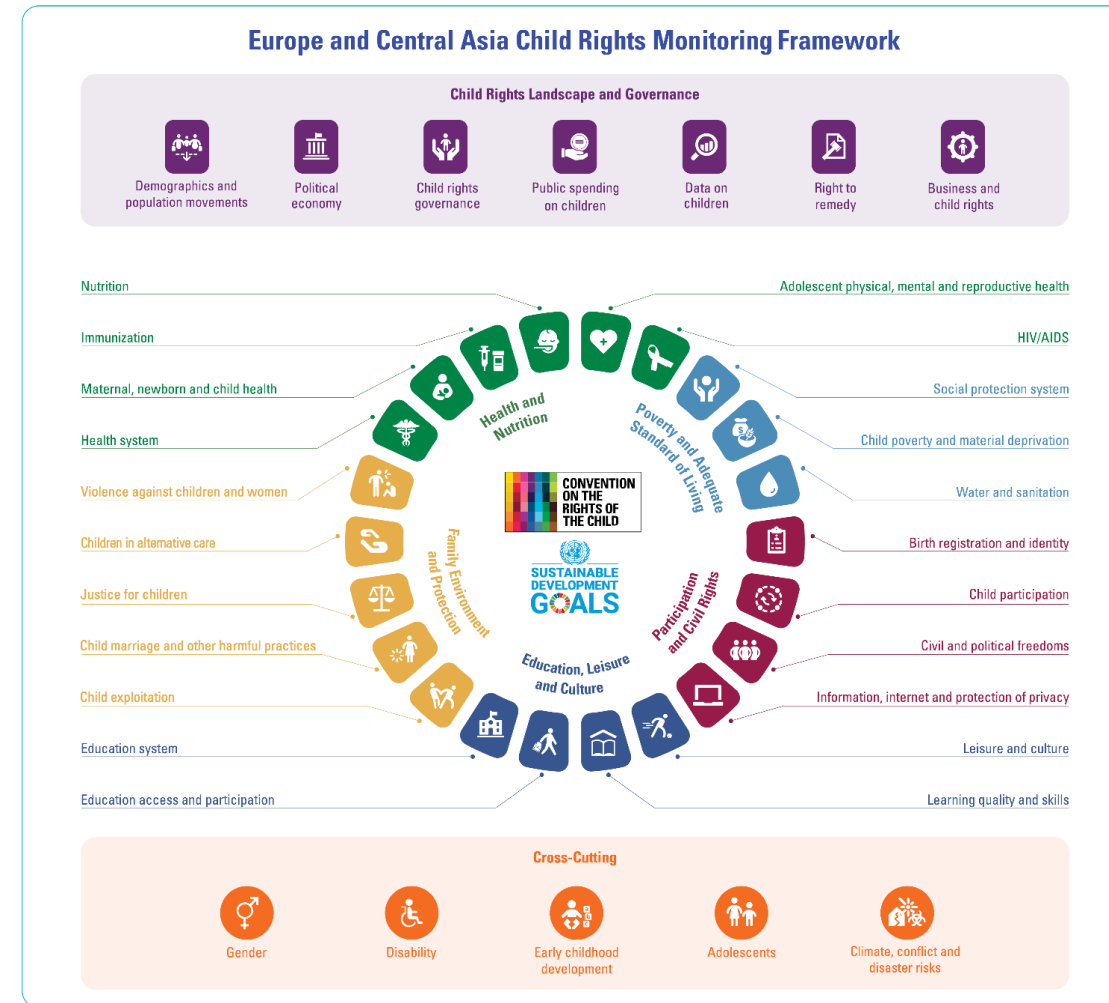 Europe and Central Asia Child Rights Monitoring Framework
Child Rights Landscape and Governance
Demographics and
population movements
Political
economy
Child rights
governance
Public spending
on children
Data on
children
Right to
remedy
Business and
child rights
Nutrition
Immunization
Maternal, newborn and child health
Health system
Violence against children and women
Children in alternative care
Justice for children
Child marriage and other harmful practices
Child exploitation
Education system
Education access and participation
Adolescent physical, mental and reproductive health
HIV/AIDS
Social protection system
Child poverty and material deprivation
Water and sanitation
Birth registration and identity
Child participation
Civil and political freedoms
Information, internet and protection of privacy
Leisure and culture
Learning quality and skills
Health and
Nutrition
Poverty and Adequate
Standard of Living
Family Environment
and Protection
Participation
and Civil Rights
Education, Leisure
and Culture
CONVENTION
ON THE
RIGHTS OF
THE CHILD
SUSTAINABLE
DEVELOPMENT
GOALS
Cross-Cutting
Gender
Disability
Early childhood
development
Adolescents
Climate, conflict and
disaster risks